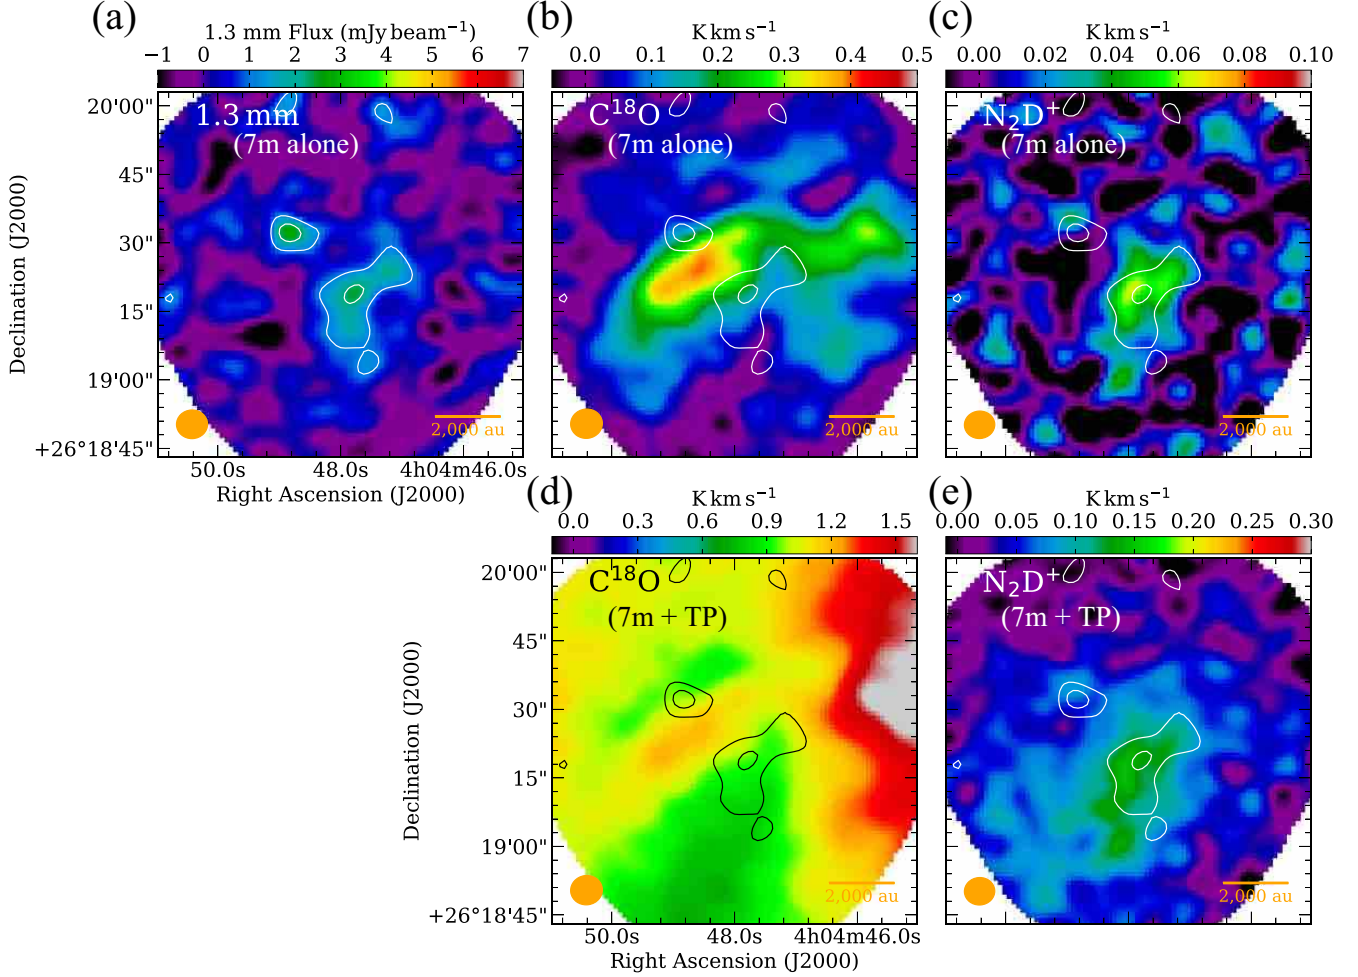 (a)
1.3 mm Flux (mJy beam⁻¹)
−1 0 1 2 3 4 5 6 7
1.3 mm
(7m alone)
20'00"
45"
30"
15"
19'00"
+26°18'45"
Declination (J2000)
2,000 au
50.0s 48.0s 4h04m46.0s
Right Ascension (J2000)
(b)
K km s⁻¹
0.0 0.1 0.2 0.3 0.4 0.5
C¹⁸O
(7m alone)
2,000 au
(c)
K km s⁻¹
0.00 0.02 0.04 0.06 0.08 0.10
N₂D⁺
(7m alone)
2,000 au
(d)
K km s⁻¹
0.0 0.3 0.6 0.9 1.2 1.5
C¹⁸O
(7m + TP)
20'00"
45"
30"
15"
19'00"
+26°18'45"
Declination (J2000)
2,000 au
50.0s 48.0s 4h04m46.0s
Right Ascension (J2000)
(e)
K km s⁻¹
0.00 0.05 0.10 0.15 0.20 0.25 0.30
N₂D⁺
(7m + TP)
2,000 au